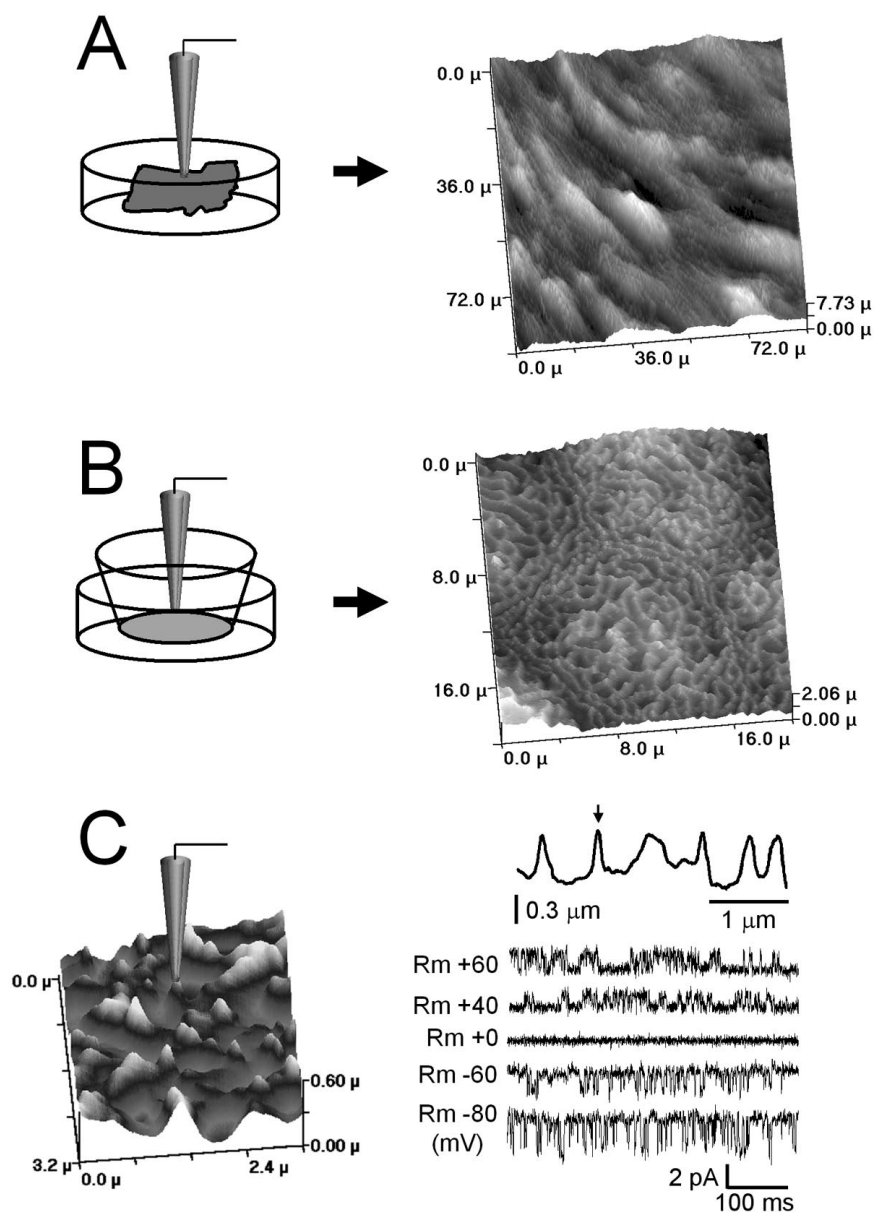 A
0.0 μ
36.0 μ
72.0 μ
7.73 μ
0.00 μ
0.0 μ
36.0 μ
72.0 μ
B
0.0 μ
8.0 μ
16.0 μ
2.06 μ
0.00 μ
0.0 μ
8.0 μ
16.0 μ
C
0.0 μ
0.60 μ
0.00 μ
3.2 μ
0.0 μ
2.4 μ
0.3 μm
1 μm
Rm +60
Rm +40
Rm +0
Rm -60
Rm -80
(mV)
2 pA
100 ms